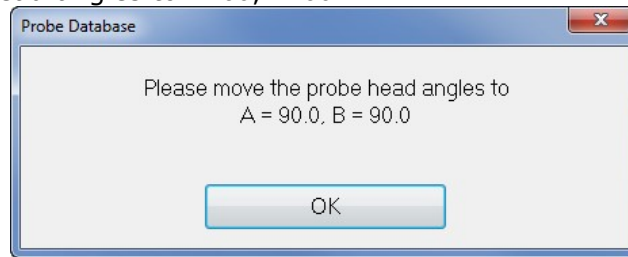 Probe Database
x
Please move the probe head angles to
A = 90.0, B = 90.0
OK